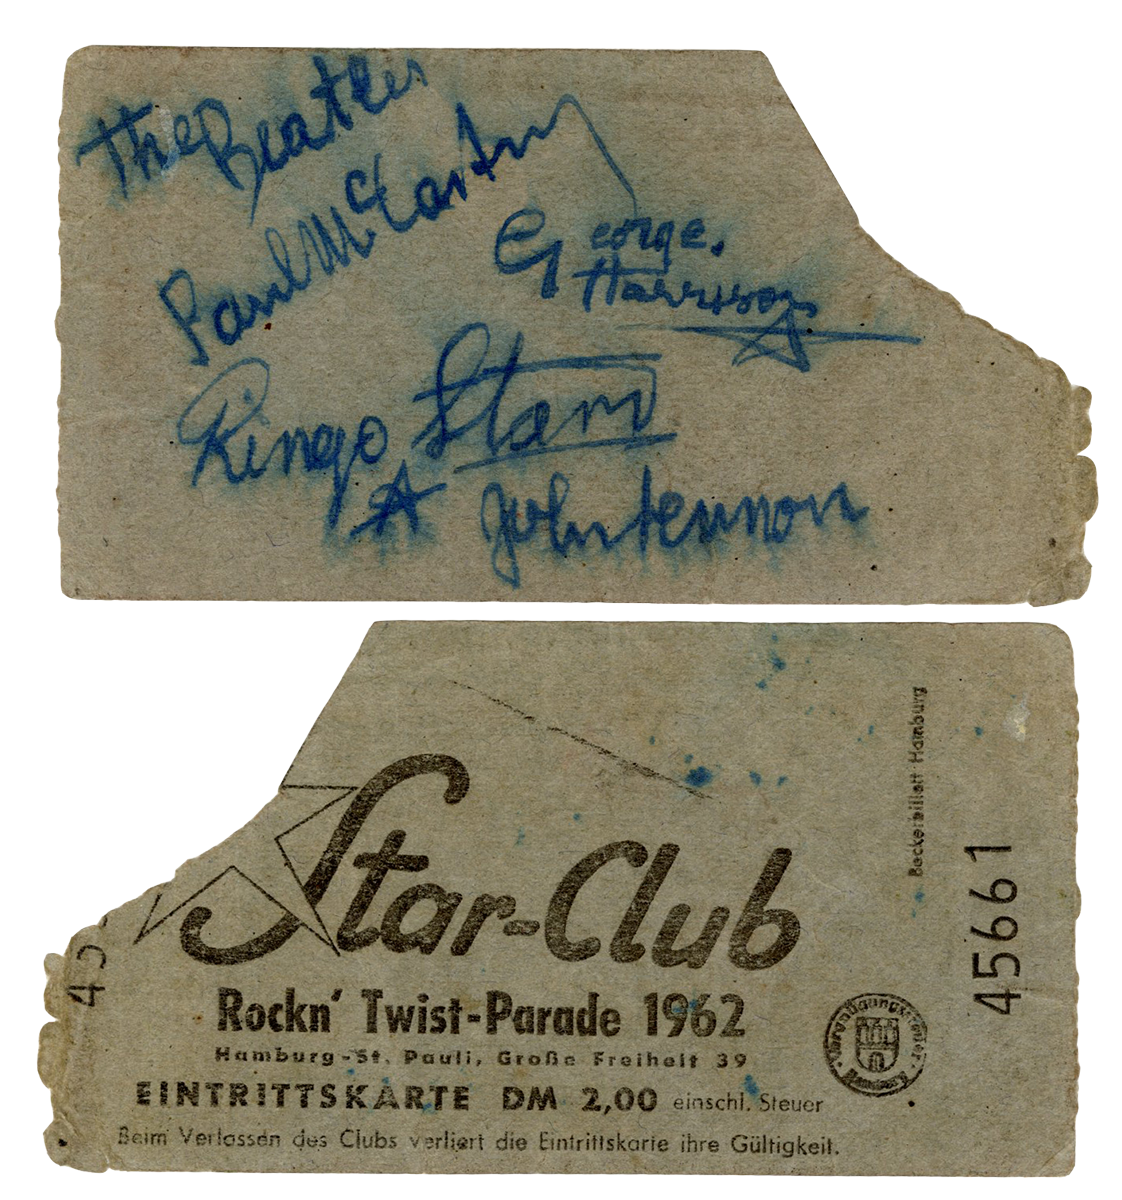 The Beatles
Paul McCartney
George.
Harrison
Ringo Starr
John Lennon
Star-Club
Rockn' Twist-Parade 1962
Hamburg-St. Pauli, Große Freiheit 39
EINTRITTSKARTE DM 2,00 einschl. Steuer
Beim Verlassen des Clubs verliert die Eintrittskarte ihre Gültigkeit.
Beckerbillett Hamburg
45661
45
Hamburg